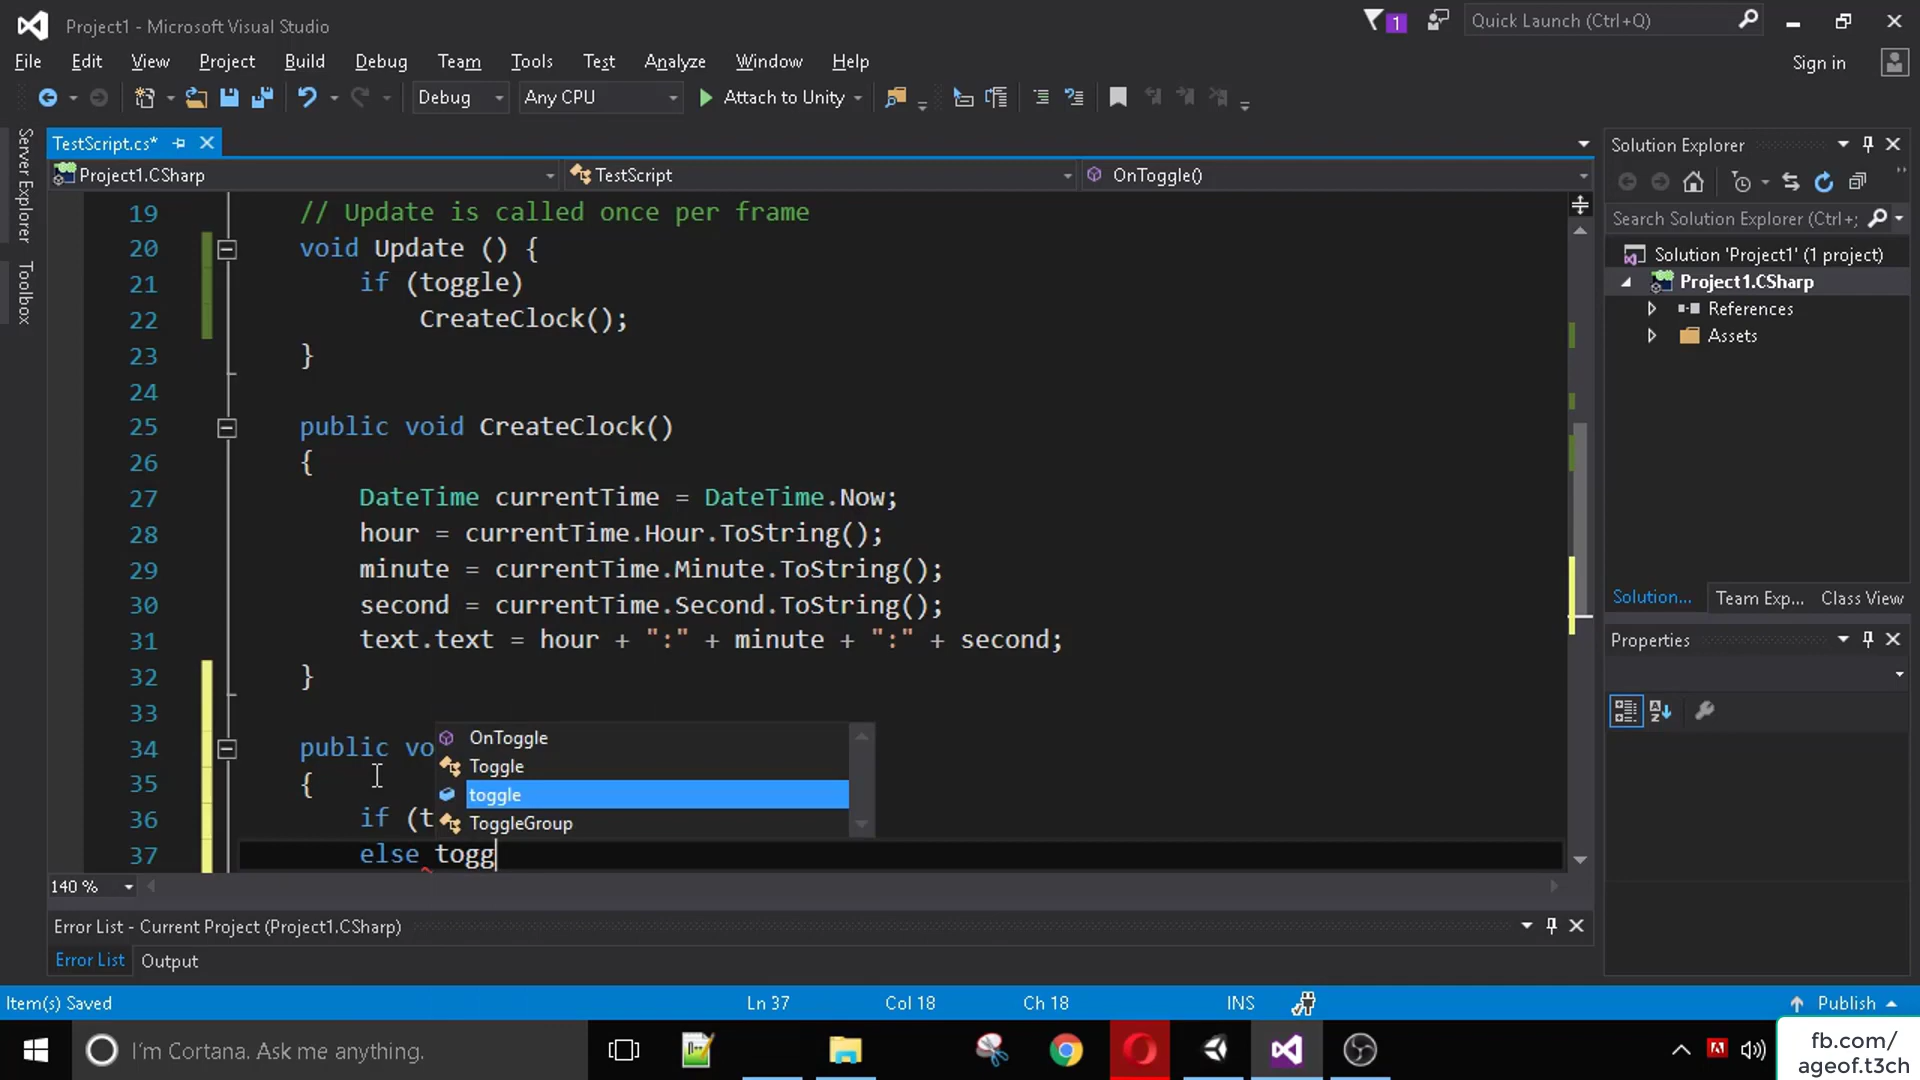 Project1 - Microsoft Visual Studio
1
Quick Launch (Ctrl+Q)
File Edit View Project Build Debug Team Tools Test Analyze Window Help
Sign in
Debug Any CPU Attach to Unity
Server Explorer
Toolbox
TestScript.cs*
Project1.CSharp TestScript OnToggle()
19 // Update is called once per frame
20 void Update () {
21 if (toggle)
22 CreateClock();
23 }
24
25 public void CreateClock()
26 {
27 DateTime currentTime = DateTime.Now;
28 hour = currentTime.Hour.ToString();
29 minute = currentTime.Minute.ToString();
30 second = currentTime.Second.ToString();
31 text.text = hour + ":" + minute + ":" + second;
32 }
33
34 public vo
35 {
36 if (t
37 else togg
OnToggle
Toggle
toggle
ToggleGroup
140 %
Error List - Current Project (Project1.CSharp)
Error List Output
Solution Explorer
Search Solution Explorer (Ctrl+;
Solution 'Project1' (1 project)
Project1.CSharp
References
Assets
Solution... Team Exp... Class View
Properties
Item(s) Saved Ln 37 Col 18 Ch 18 INS Publish
I'm Cortana. Ask me anything.
fb.com/
ageof.t3ch